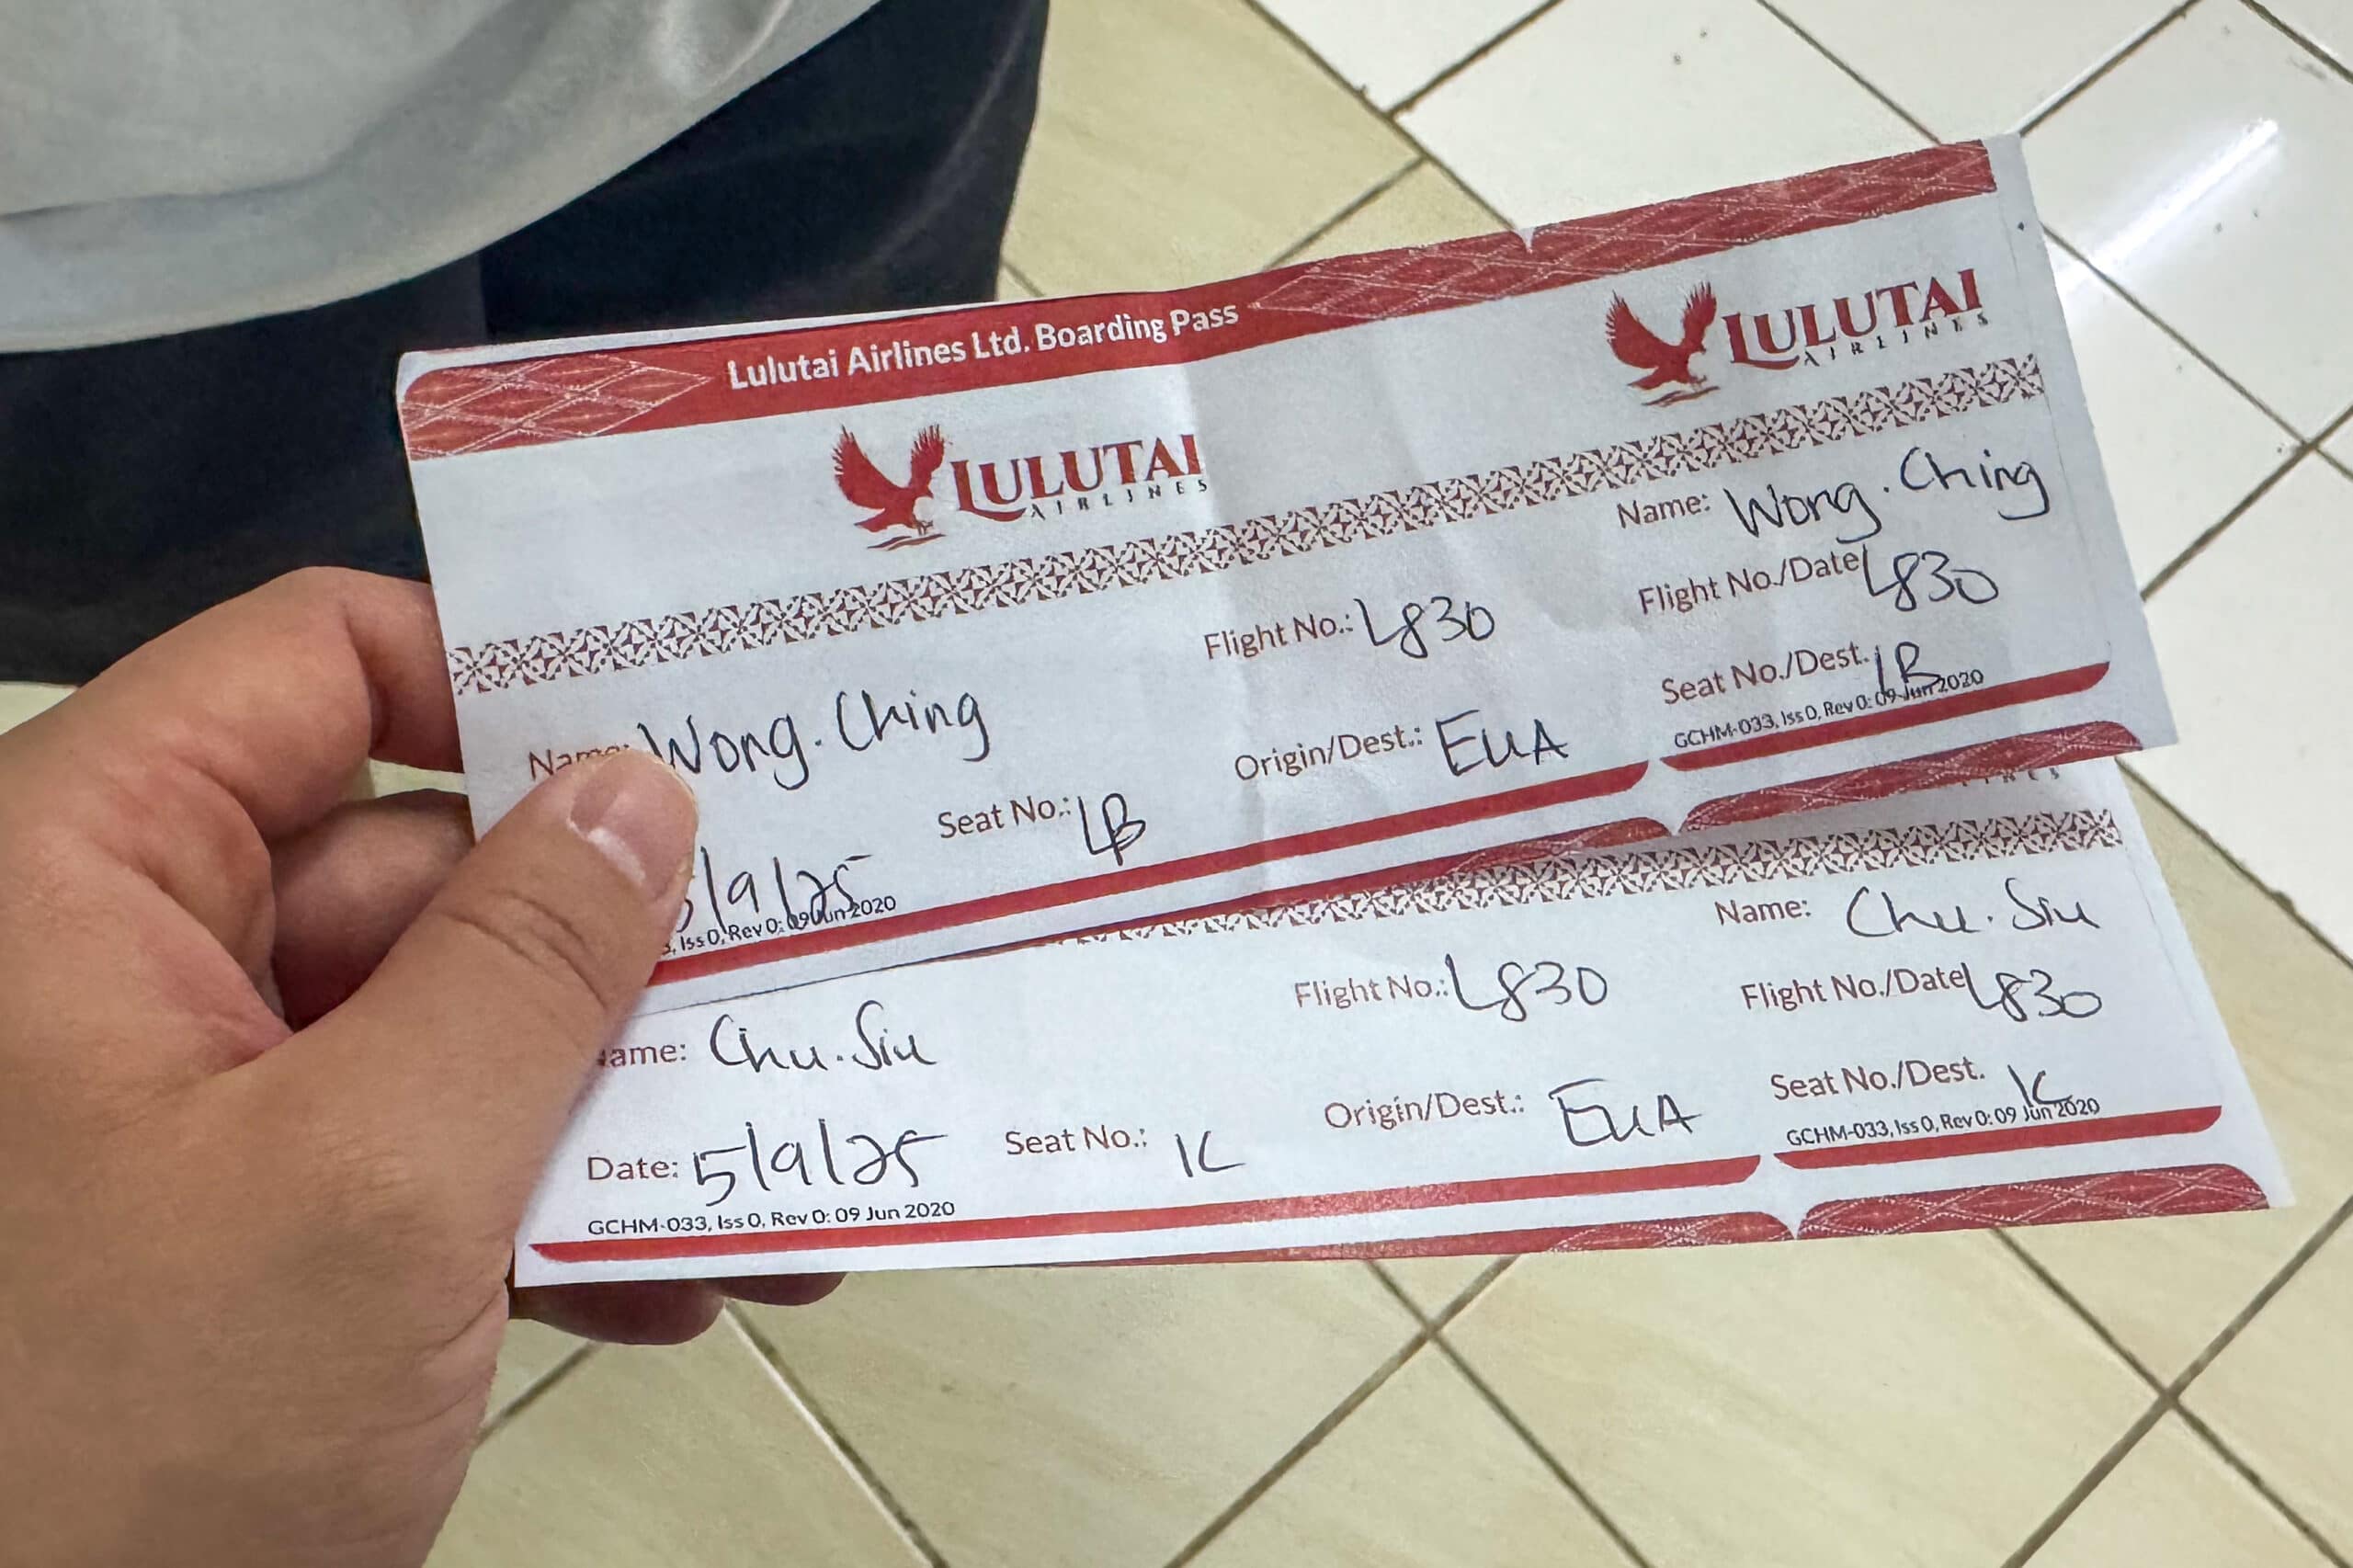 Lulutai Airlines Ltd. Boarding Pass
LULUTAI
AIRLINES
LULUTAI
AIRLINES
Name: Wong. Ching
Seat No.: 1B
/9/25
, Iss 0, Rev 0: 09 Jun 2020
Flight No.: L830
Origin/Dest.: EUA
Name: Wong. Ching
Flight No./Date L830
Seat No./Dest. 1B
GCHM-033, Iss 0, Rev 0: 09 Jun 2020
ame: Chu. Siu
Date: 5/9/25
Seat No.: 1C
GCHM-033, Iss 0, Rev 0: 09 Jun 2020
Flight No.: L830
Origin/Dest.: EUA
Name: Chu. Siu
Flight No./Date L830
Seat No./Dest. 1C
GCHM-033, Iss 0, Rev 0: 09 Jun 2020